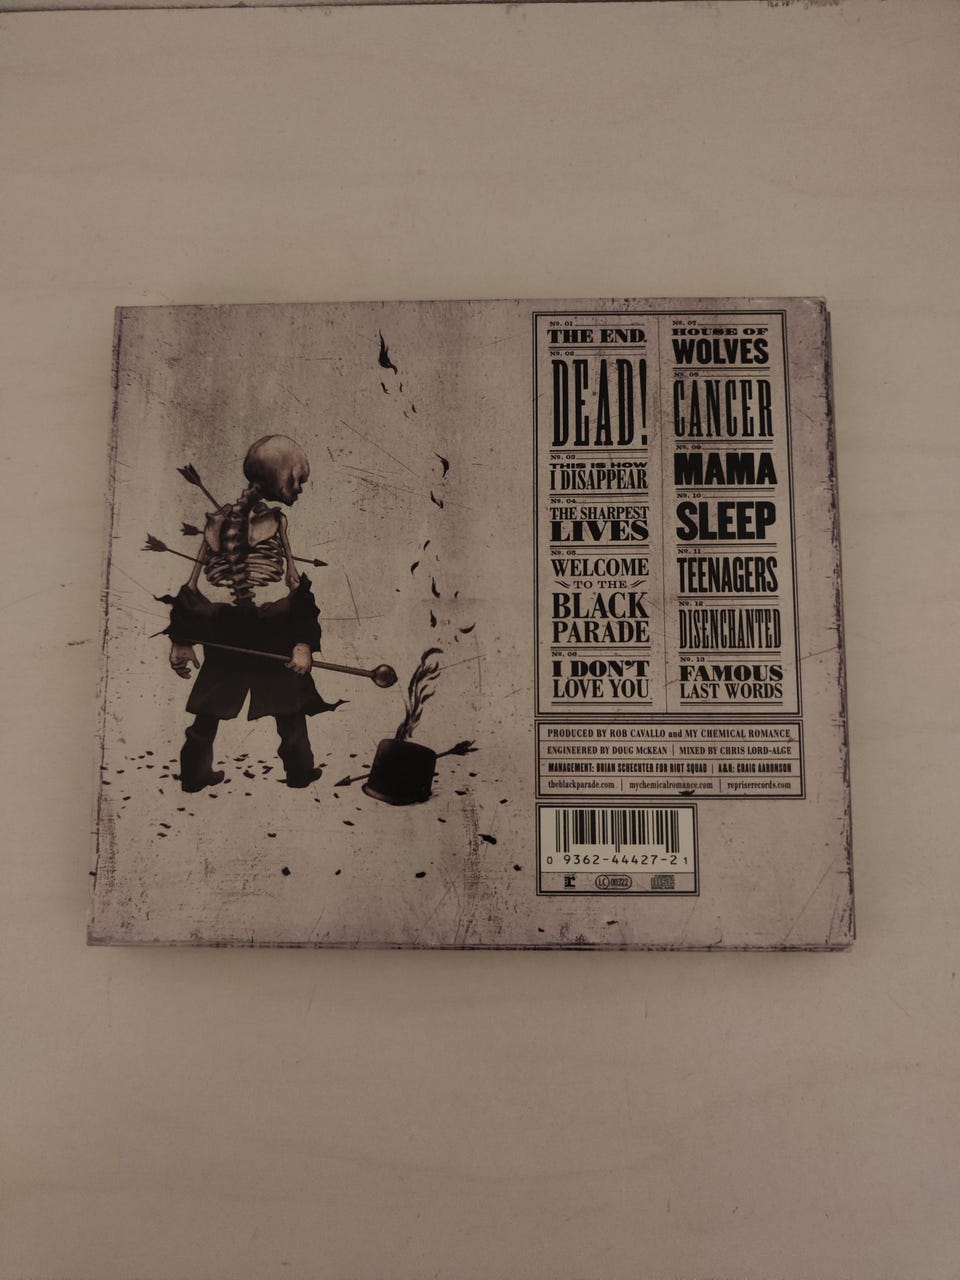 No. 01
THE END.
No. 02
DEAD!
No. 03
THIS IS HOW
I DISAPPEAR
No. 04
THE SHARPEST
LIVES
No. 05
WELCOME
TO THE
BLACK
PARADE
No. 06
I DON'T
LOVE YOU
No. 07
HOUSE OF
WOLVES
No. 08
CANCER
No. 09
MAMA
No. 10
SLEEP
No. 11
TEENAGERS
No. 12
DISENCHANTED
No. 13
FAMOUS
LAST WORDS
PRODUCED BY ROB CAVALLO and MY CHEMICAL ROMANCE
ENGINEERED BY DOUG McKEAN | MIXED BY CHRIS LORD-ALGE
MANAGEMENT: BRIAN SCHECHTER FOR RIOT SQUAD | A&R: CRAIG AARONSON
theblackparade.com | mychemicalromance.com | repriserecords.com
0 9362-44427-2 1
r LC 00322